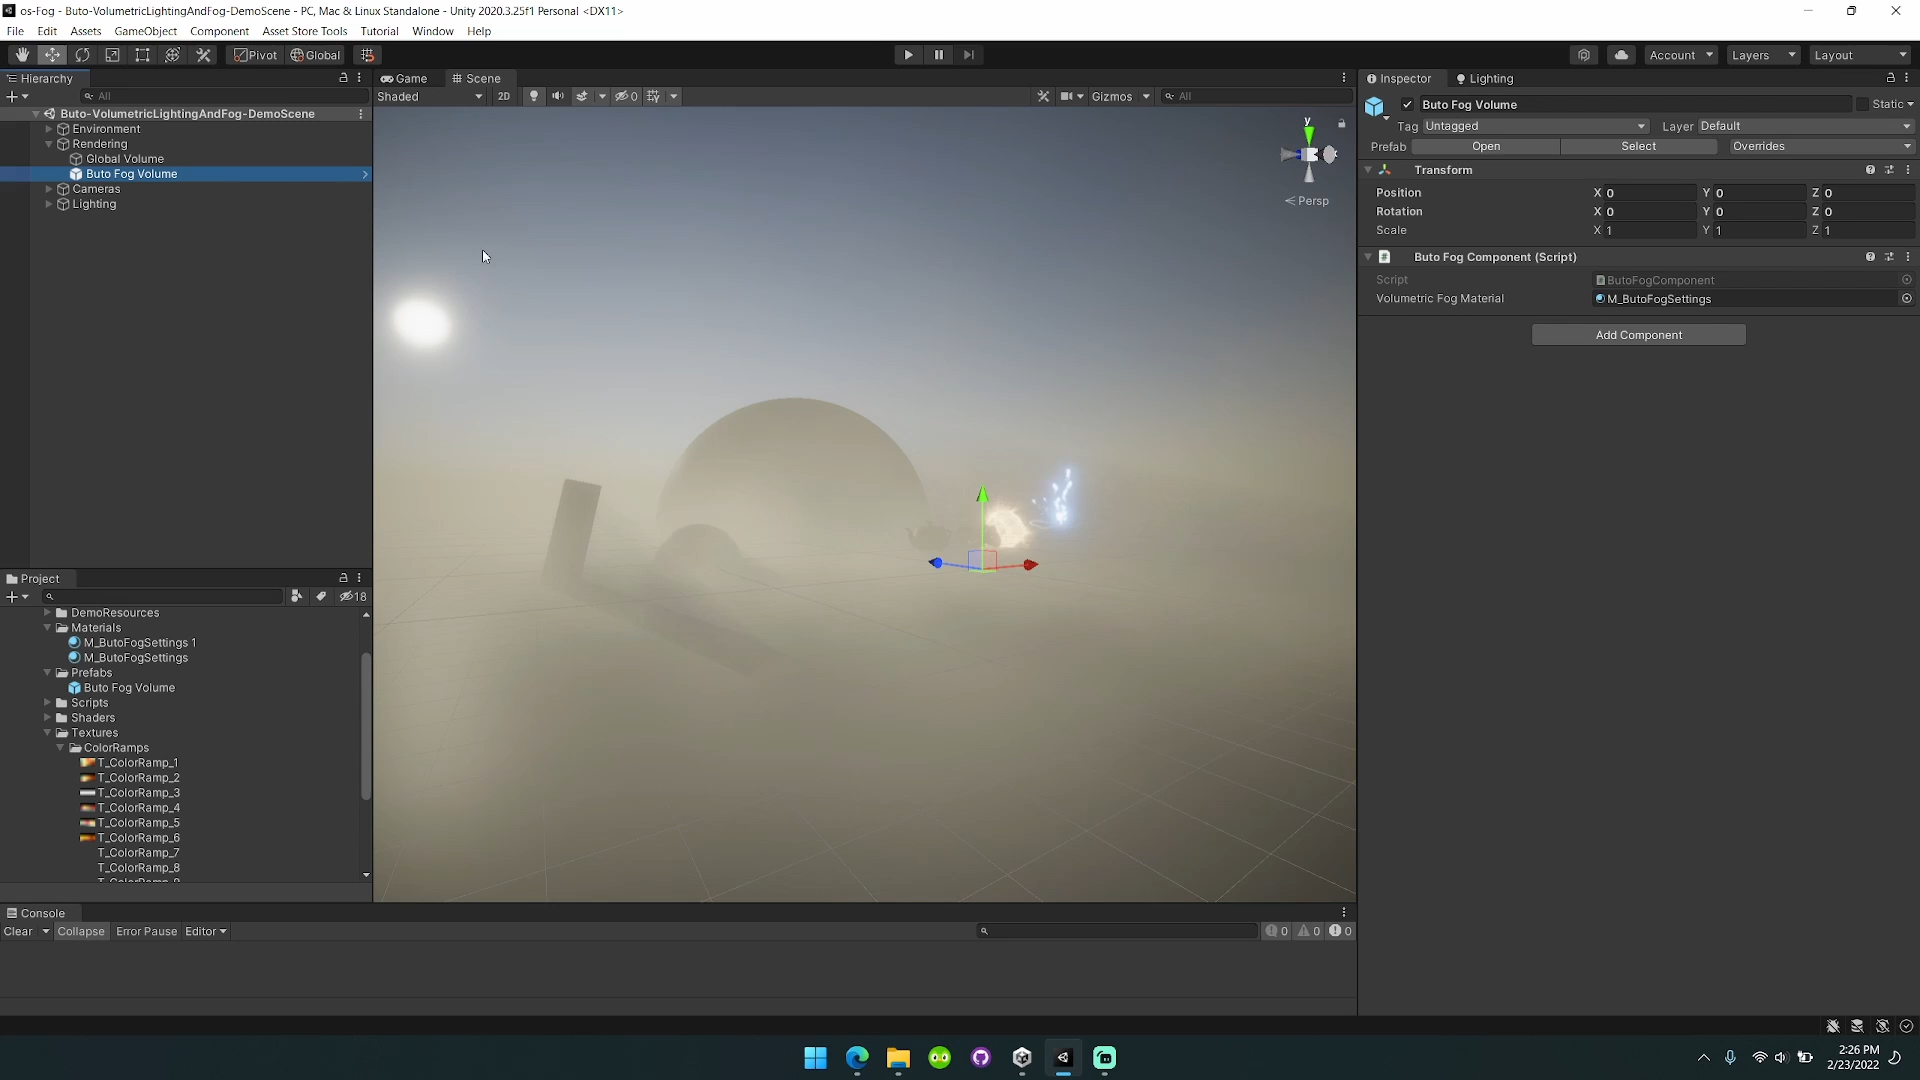 os-Fog - Buto-VolumetricLightingAndFog-DemoScene - PC, Mac & Linux Standalone - Unity 2020.3.25f1 Personal <DX11>
File Edit Assets GameObject Component Asset Store Tools Tutorial Window Help
Pivot Global Account Layers Layout
Hierarchy
All
Buto-VolumetricLightingAndFog-DemoScene
Environment
Rendering
Global Volume
Buto Fog Volume
Cameras
Lighting
Game Scene
Shaded 2D 0 Gizmos All
y
Persp
Inspector Lighting
Buto Fog Volume Static
Tag Untagged Layer Default
Prefab Open Select Overrides
Transform
Position X 0 Y 0 Z 0
Rotation X 0 Y 0 Z 0
Scale X 1 Y 1 Z 1
Buto Fog Component (Script)
Script ButoFogComponent
Volumetric Fog Material M_ButoFogSettings
Add Component
Project
18
DemoResources
Materials
M_ButoFogSettings 1
M_ButoFogSettings
Prefabs
Buto Fog Volume
Scripts
Shaders
Textures
ColorRamps
T_ColorRamp_1
T_ColorRamp_2
T_ColorRamp_3
T_ColorRamp_4
T_ColorRamp_5
T_ColorRamp_6
T_ColorRamp_7
T_ColorRamp_8
Console
Clear Collapse Error Pause Editor 0 0 0
2:26 PM
2/23/2022